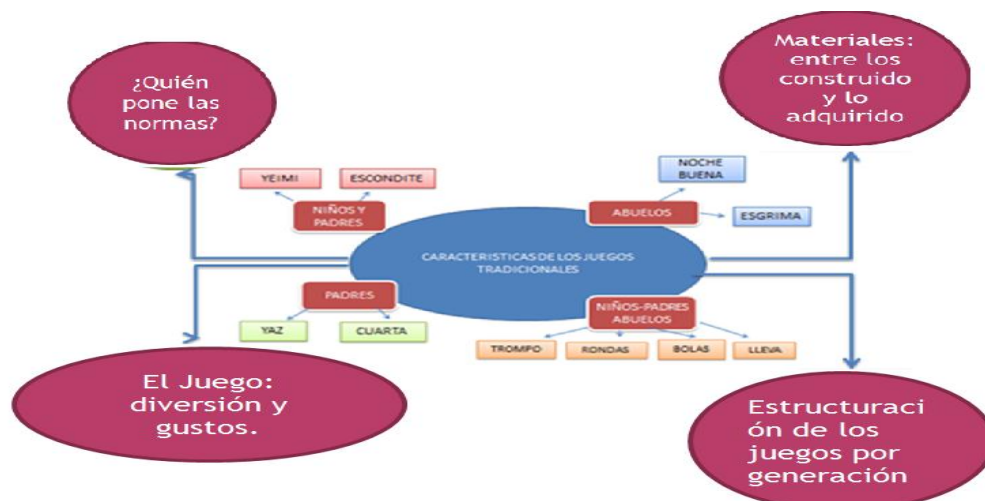 ¿Quién
pone las
normas?
Materiales:
entre los
construido
y lo
adquirido
YEIMI
ESCONDITE
NIÑOS Y
PADRES
NOCHE
BUENA
ABUELOS
ESGRIMA
CARACTERISTICAS DE LOS JUEGOS
TRADICIONALES
PADRES
YAZ
CUARTA
NIÑOS-PADRES
ABUELOS
TROMPO
RONDAS
BOLAS
LLEVA
El Juego:
diversión y
gustos.
Estructuraci
ón de los
juegos por
generación